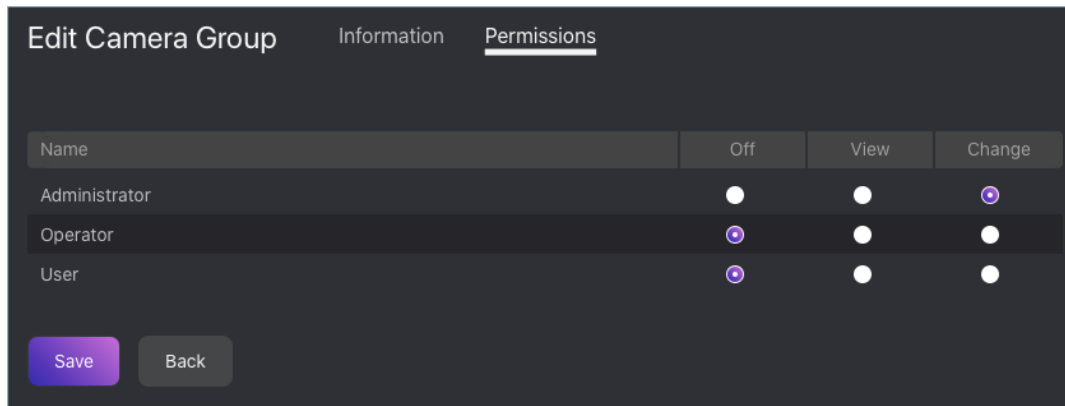 Edit Camera Group Information Permissions
Name Off View Change
Administrator
Operator
User
Save Back